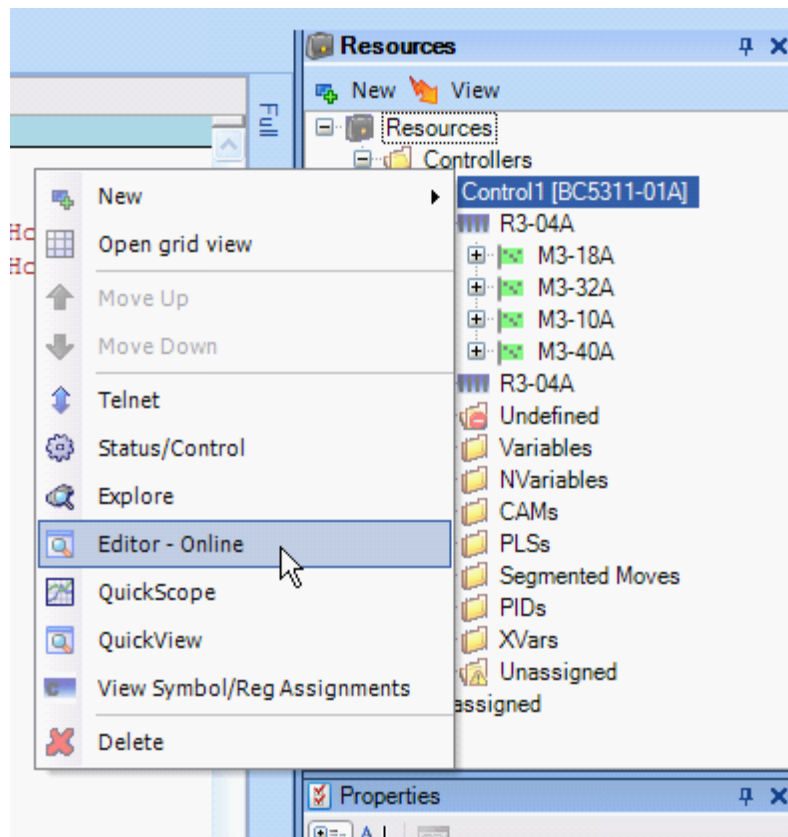 Resources
New View
Full
Resources
Controllers
Control1 [BC5311-01A]
R3-04A
M3-18A
M3-32A
M3-10A
M3-40A
R3-04A
Undefined
Variables
NVariables
CAMs
PLSs
Segmented Moves
PIDs
XVars
Unassigned
assigned
New
Open grid view
Move Up
Move Down
Telnet
Status/Control
Explore
Editor - Online
QuickScope
QuickView
View Symbol/Reg Assignments
Delete
Properties